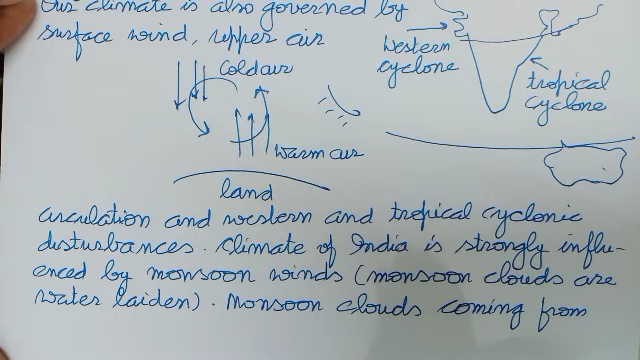 Our climate is also governed by
surface wind, upper air
Western
cyclone
tropical
cyclone
Cold air
Warm air
land
circulation and western and tropical cyclonic
disturbances. Climate of India is strongly influ-
enced by monsoon winds (monsoon clouds are
water laiden). Monsoon clouds coming from